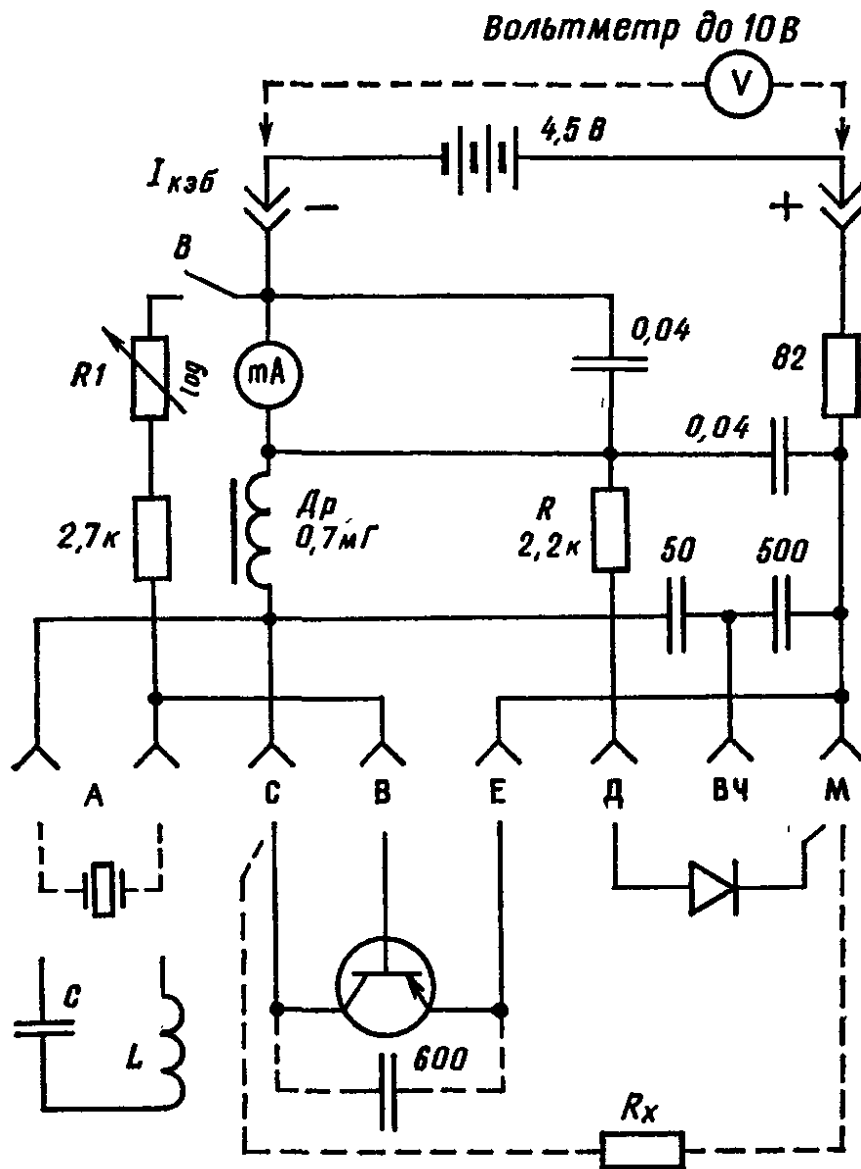 Вольтметр до 10 В
V
4,5 В
I кэб
−
+
В
0,04
R1
log
mA
82
0,04
2,7к
Др
0,7мГ
R
2,2к
50
500
А
С
В
Е
Д
ВЧ
М
C
L
600
Rx